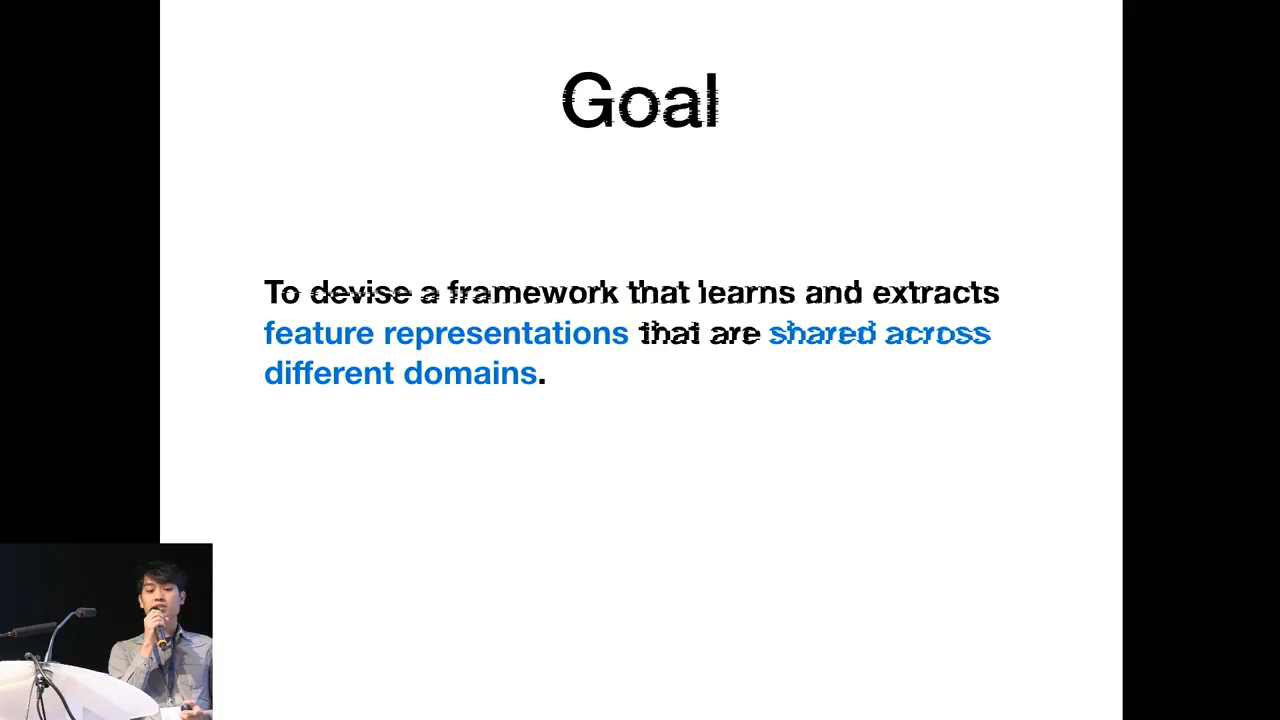 Goal
To devise a framework that learns and extracts
feature representations that are shared across
different domains.